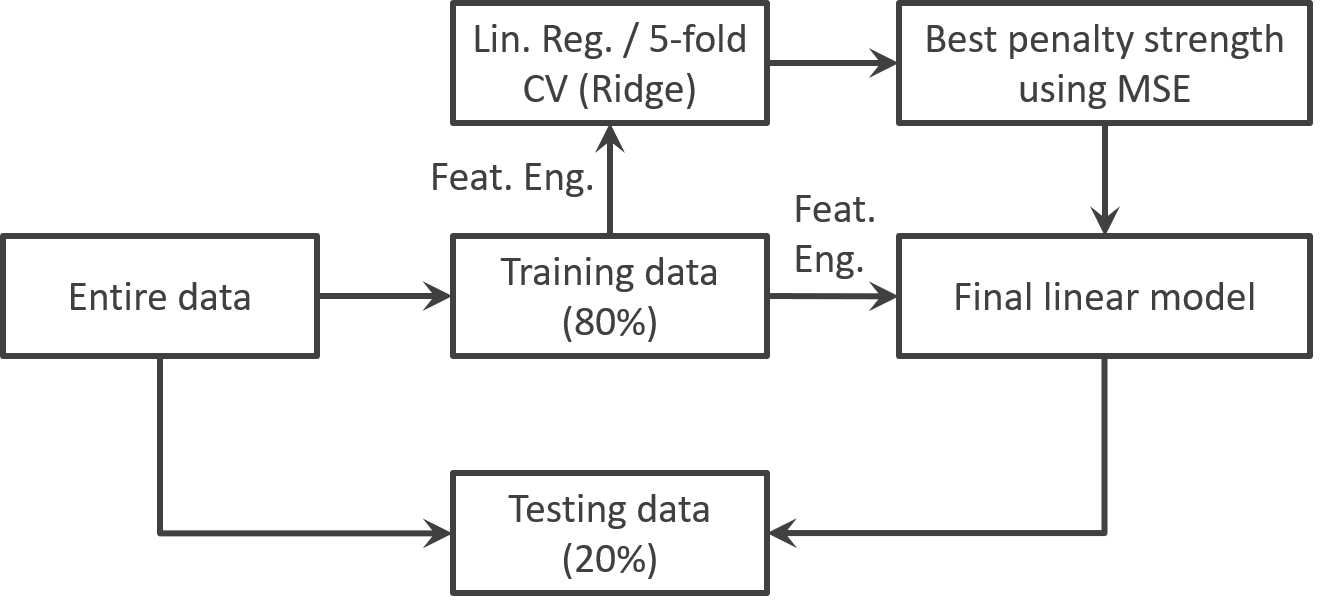 Lin. Reg. / 5-fold
CV (Ridge)
Best penalty strength
using MSE
Feat. Eng.
Feat.
Eng.
Entire data
Training data
(80%)
Final linear model
Testing data
(20%)